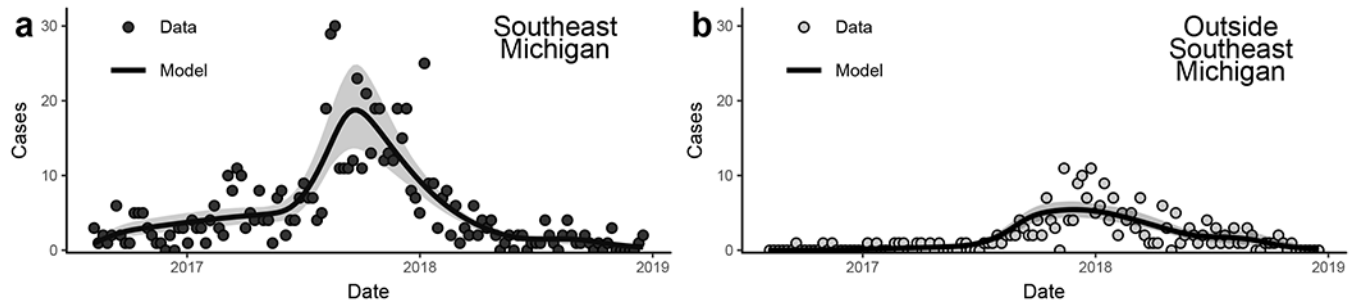 a
Southeast
Michigan
Data
Model
Cases
30
20
10
0
2017
2018
2019
Date
b
Outside
Southeast
Michigan
Data
Model
Cases
30
20
10
0
2017
2018
2019
Date